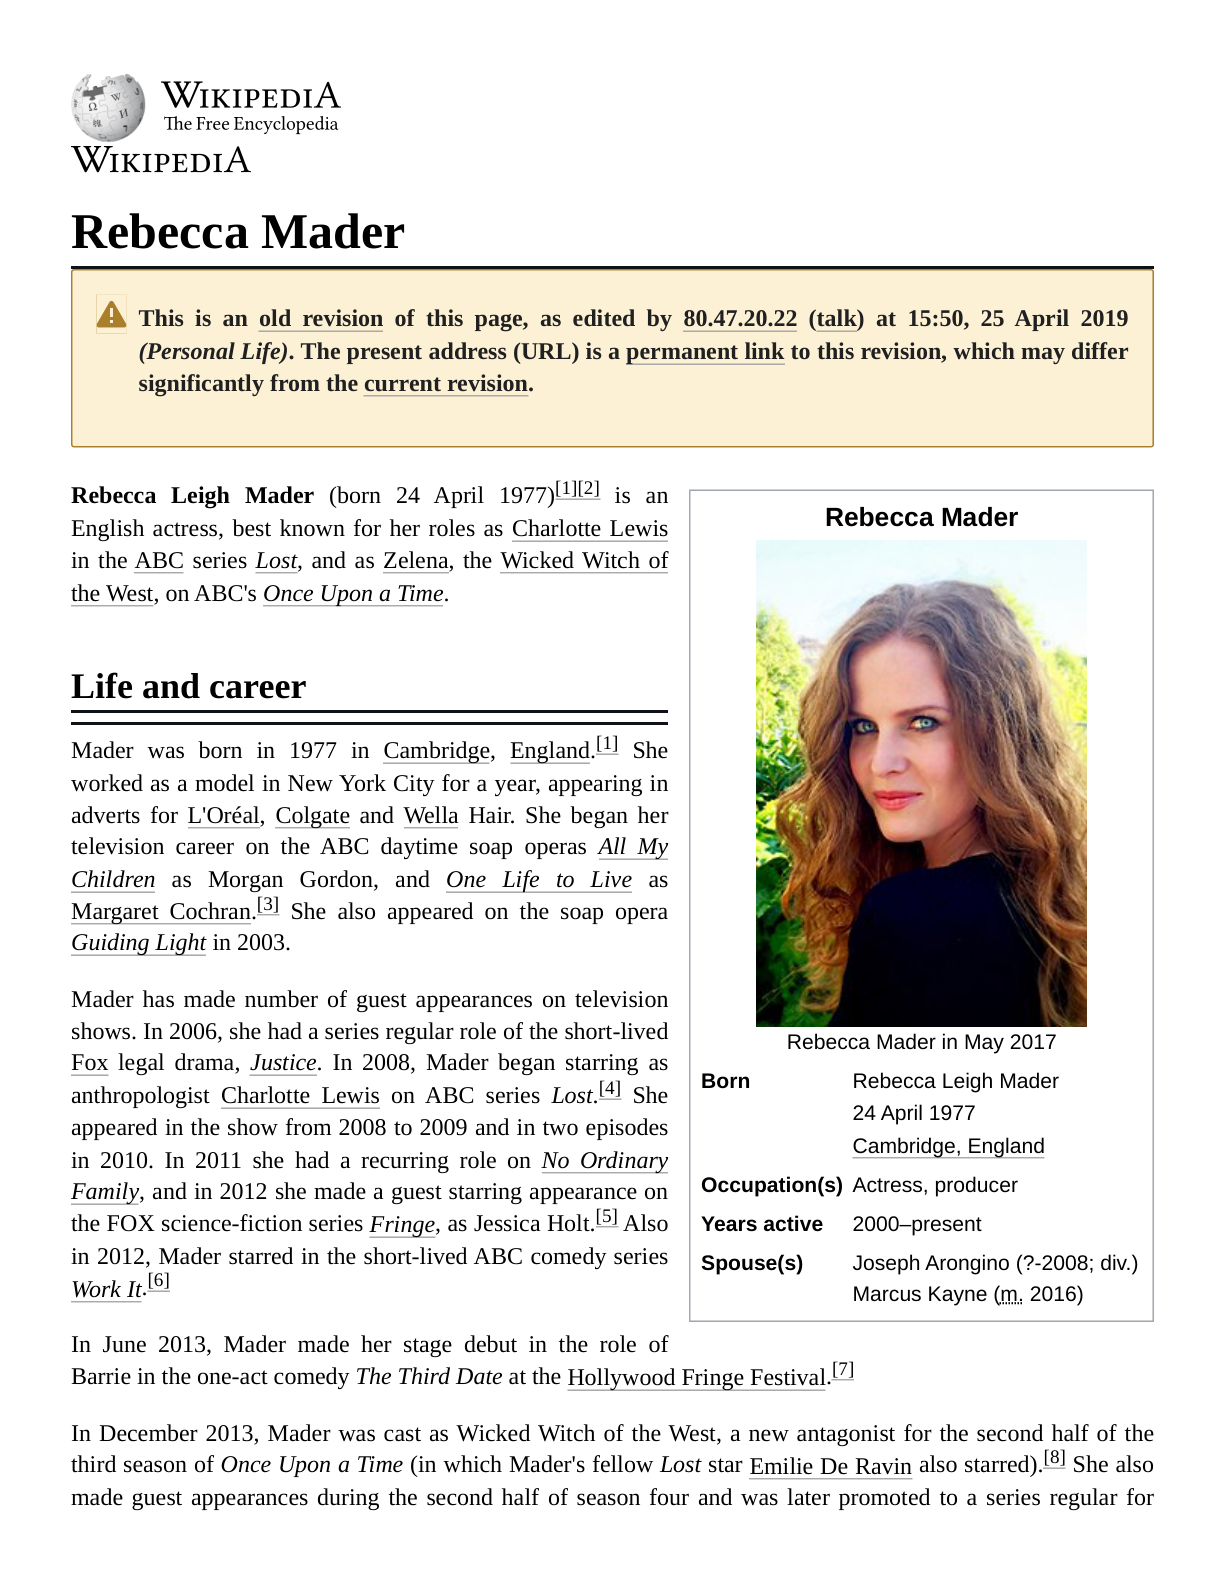 WIKIPEDIA
The Free Encyclopedia
WIKIPEDIA
Rebecca Mader
This is an old revision of this page, as edited by 80.47.20.22 (talk) at 15:50, 25 April 2019
(Personal Life). The present address (URL) is a permanent link to this revision, which may differ
significantly from the current revision.
Rebecca Leigh Mader (born 24 April 1977)[1][2] is an
English actress, best known for her roles as Charlotte Lewis
in the ABC series Lost, and as Zelena, the Wicked Witch of
the West, on ABC's Once Upon a Time.
Life and career
Mader was born in 1977 in Cambridge, England.[1] She
worked as a model in New York City for a year, appearing in
adverts for L'Oréal, Colgate and Wella Hair. She began her
television career on the ABC daytime soap operas All My
Children as Morgan Gordon, and One Life to Live as
Margaret Cochran.[3] She also appeared on the soap opera
Guiding Light in 2003.
Mader has made number of guest appearances on television
shows. In 2006, she had a series regular role of the short-lived
Fox legal drama, Justice. In 2008, Mader began starring as
anthropologist Charlotte Lewis on ABC series Lost.[4] She
appeared in the show from 2008 to 2009 and in two episodes
in 2010. In 2011 she had a recurring role on No Ordinary
Family, and in 2012 she made a guest starring appearance on
the FOX science-fiction series Fringe, as Jessica Holt.[5] Also
in 2012, Mader starred in the short-lived ABC comedy series
Work It.[6]
Rebecca Mader
Rebecca Mader in May 2017
Born Rebecca Leigh Mader
24 April 1977
Cambridge, England
Occupation(s) Actress, producer
Years active 2000–present
Spouse(s) Joseph Arongino (?-2008; div.)
Marcus Kayne (m. 2016)
In June 2013, Mader made her stage debut in the role of
Barrie in the one-act comedy The Third Date at the Hollywood Fringe Festival.[7]
In December 2013, Mader was cast as Wicked Witch of the West, a new antagonist for the second half of the
third season of Once Upon a Time (in which Mader's fellow Lost star Emilie De Ravin also starred).[8] She also
made guest appearances during the second half of season four and was later promoted to a series regular for